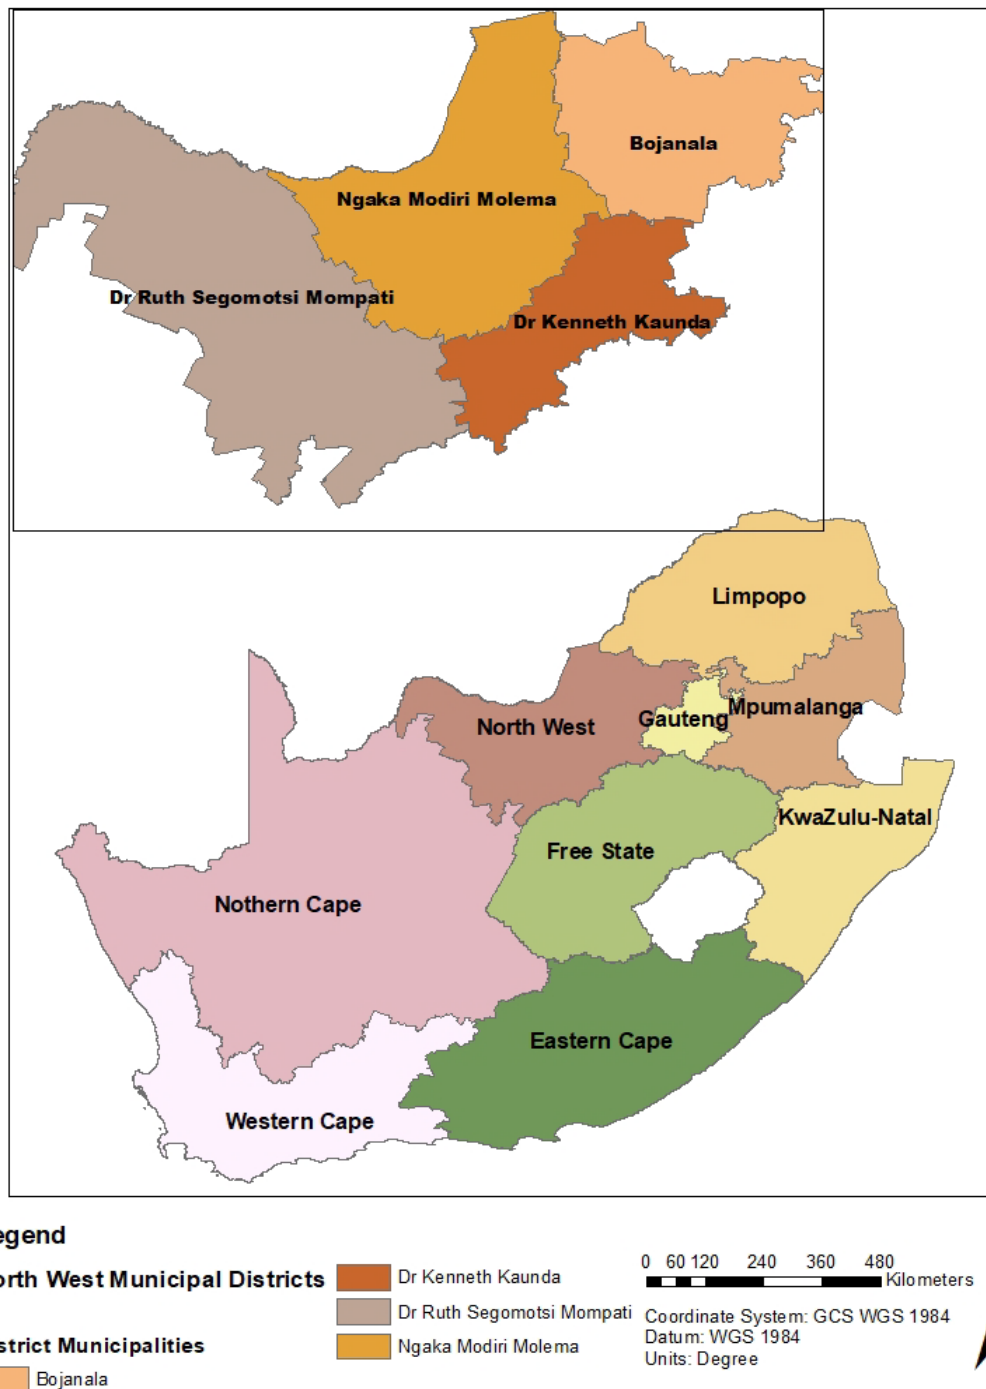 Bojanala
Ngaka Modiri Molema
Dr Ruth Segomotsi Mompati
Dr Kenneth Kaunda
Limpopo
Mpumalanga
Gauteng
North West
KwaZulu-Natal
Free State
Nothern Cape
Eastern Cape
Western Cape
egend
orth West Municipal Districts
strict Municipalities
Bojanala
Dr Kenneth Kaunda
Dr Ruth Segomotsi Mompati
Ngaka Modiri Molema
0 60 120 240 360 480
Kilometers
Coordinate System: GCS WGS 1984
Datum: WGS 1984
Units: Degree